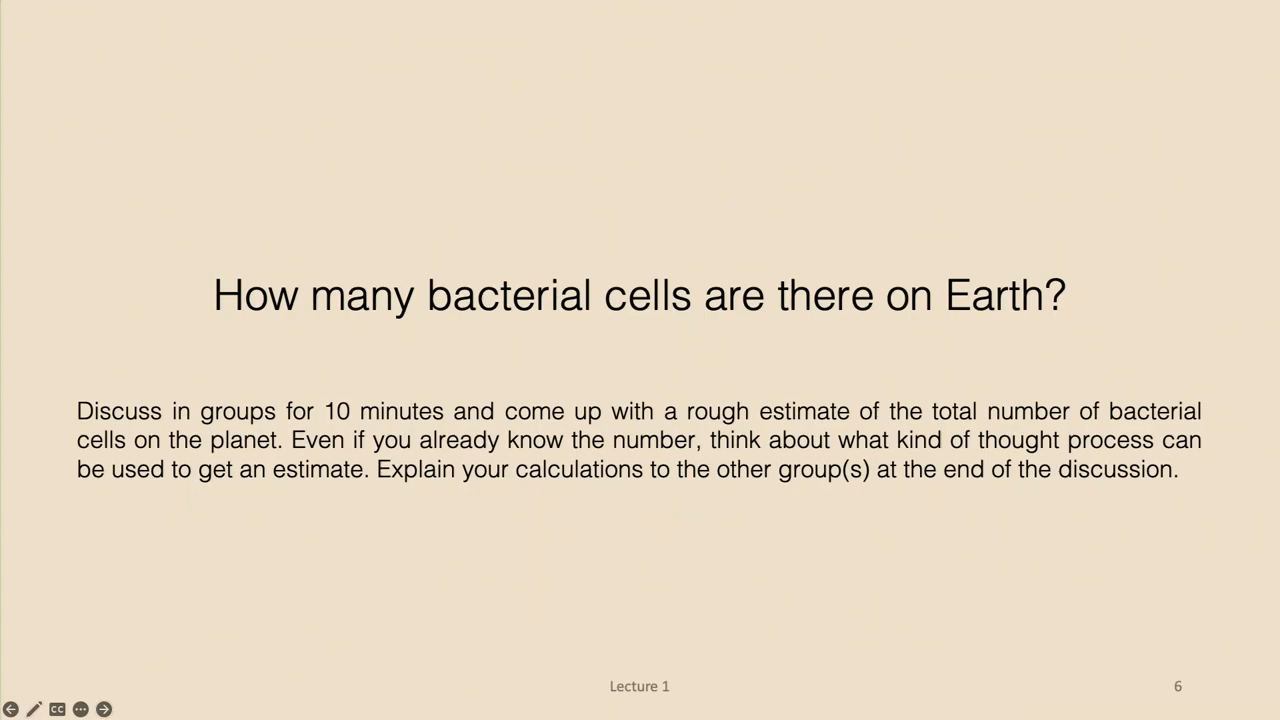 How many bacterial cells are there on Earth?
Discuss in groups for 10 minutes and come up with a rough estimate of the total number of bacterial
cells on the planet. Even if you already know the number, think about what kind of thought process can
be used to get an estimate. Explain your calculations to the other group(s) at the end of the discussion.
Lecture 1
6
CC